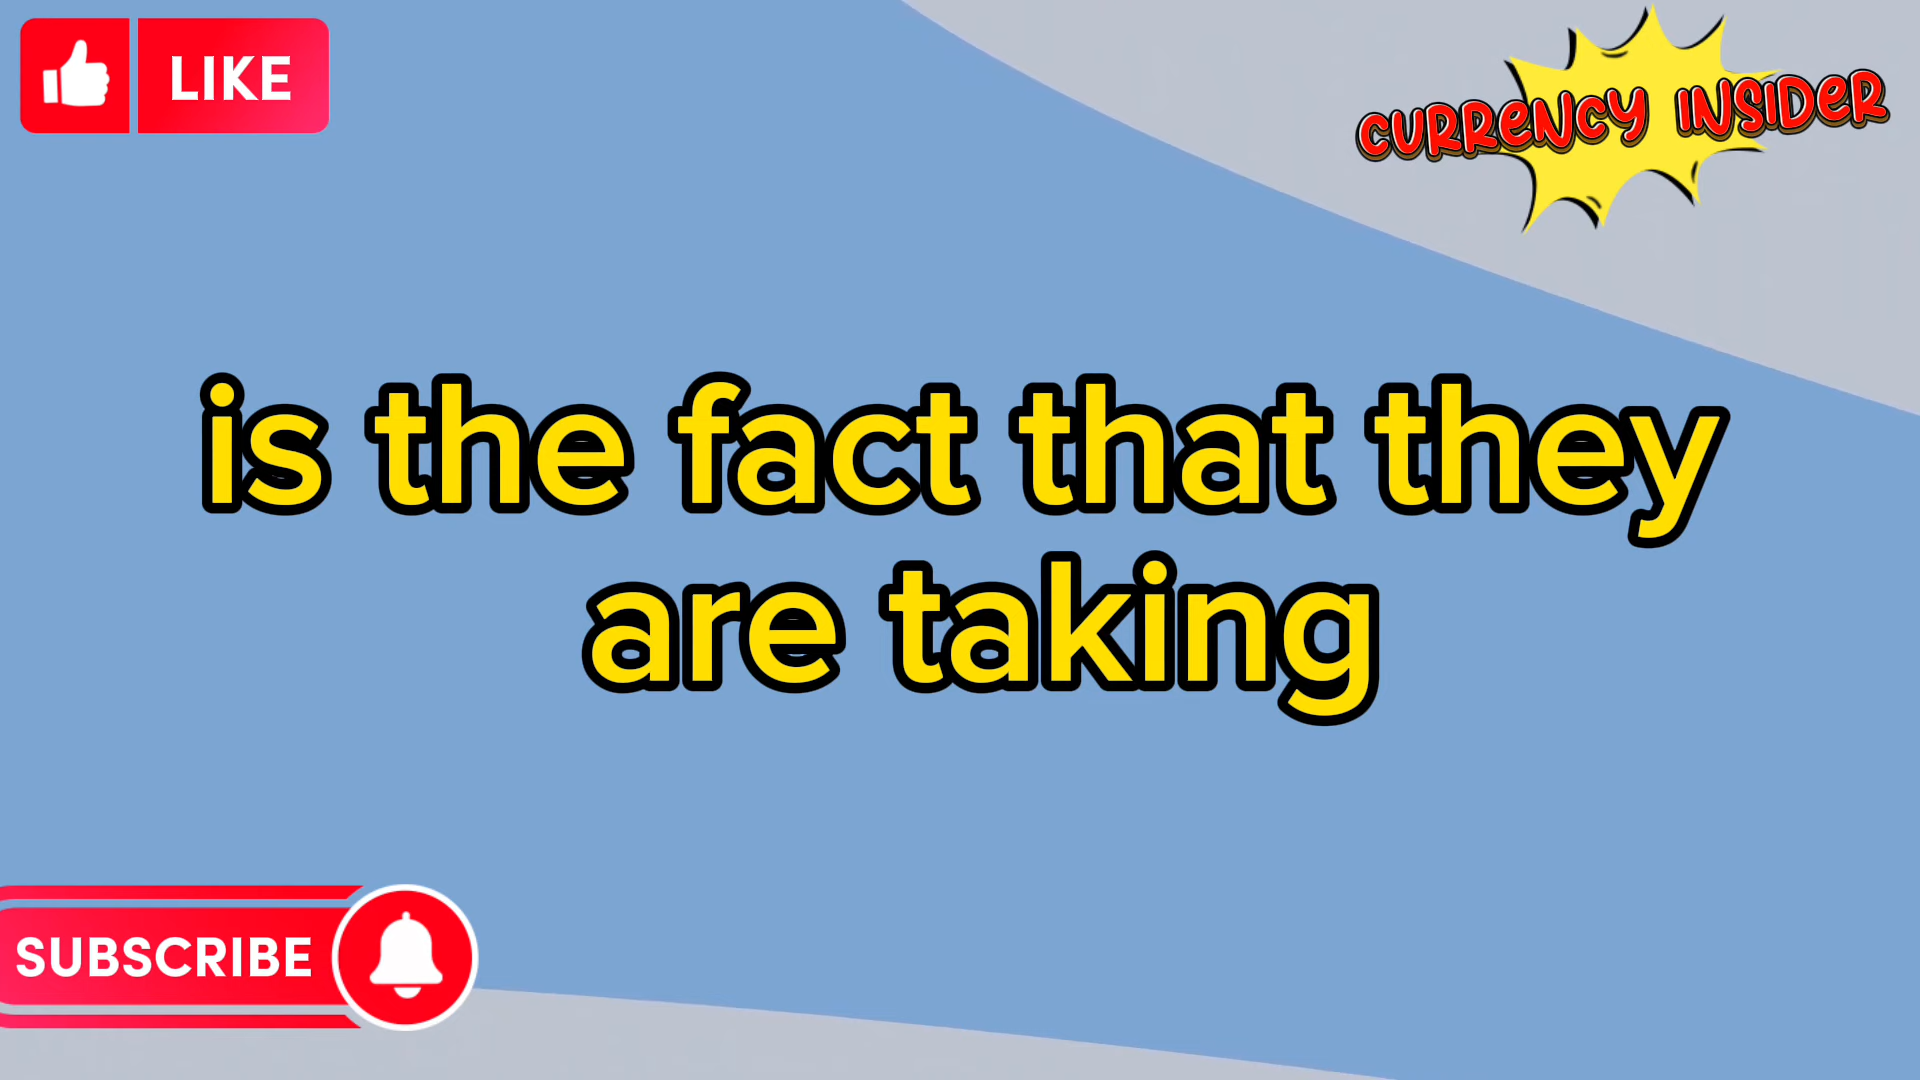 LIKE
CURRENCY INSIDER
is the fact that they
are taking
SUBSCRIBE